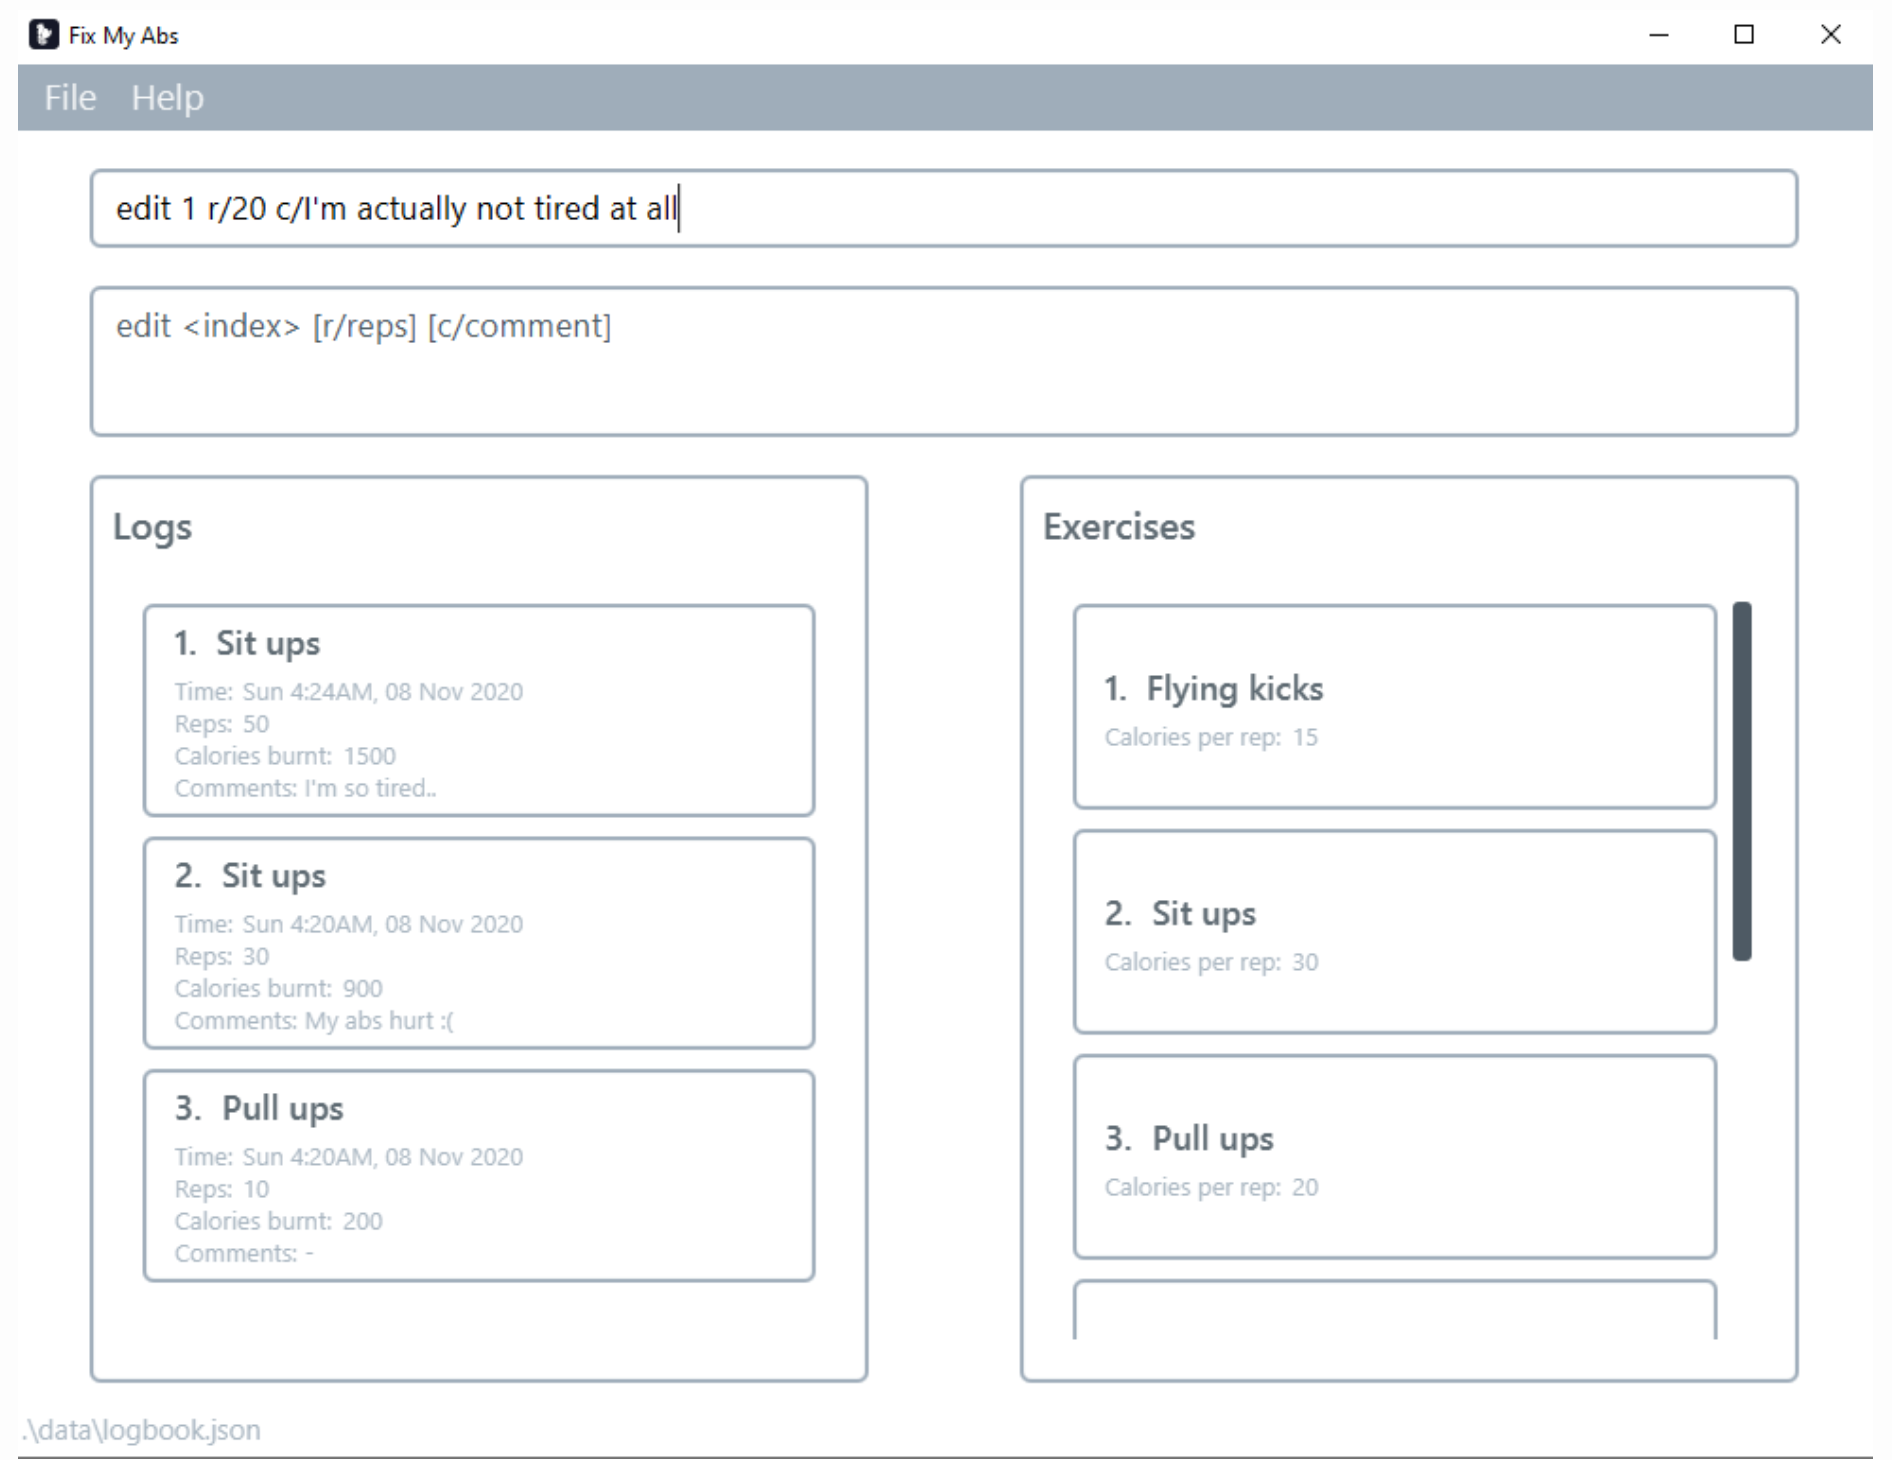 Fix My Abs
File Help
edit 1 r/20 c/I'm actually not tired at all
edit <index> [r/reps] [c/comment]
Logs
1. Sit ups
Time: Sun 4:24AM, 08 Nov 2020
Reps: 50
Calories burnt: 1500
Comments: I'm so tired..
2. Sit ups
Time: Sun 4:20AM, 08 Nov 2020
Reps: 30
Calories burnt: 900
Comments: My abs hurt :(
3. Pull ups
Time: Sun 4:20AM, 08 Nov 2020
Reps: 10
Calories burnt: 200
Comments: -
Exercises
1. Flying kicks
Calories per rep: 15
2. Sit ups
Calories per rep: 30
3. Pull ups
Calories per rep: 20
.\data\logbook.json